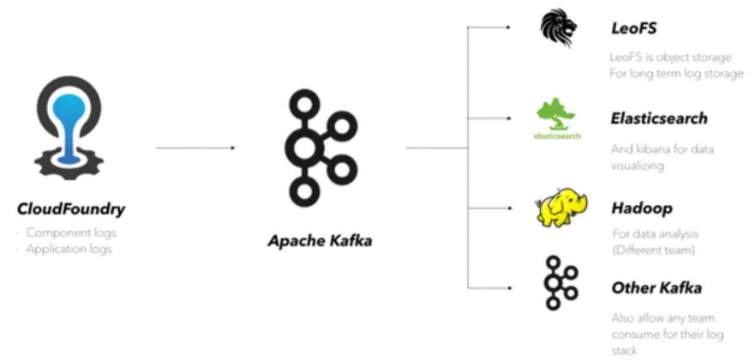 CloudFoundry
- Component logs
- Application logs
Apache Kafka
LeoFS
LeoFS is object storage
For long term log storage
elasticsearch
Elasticsearch
And kibana for data
visualizing
Hadoop
For data analysis
(Different team)
Other Kafka
Also allow any team
consume for their log
stack